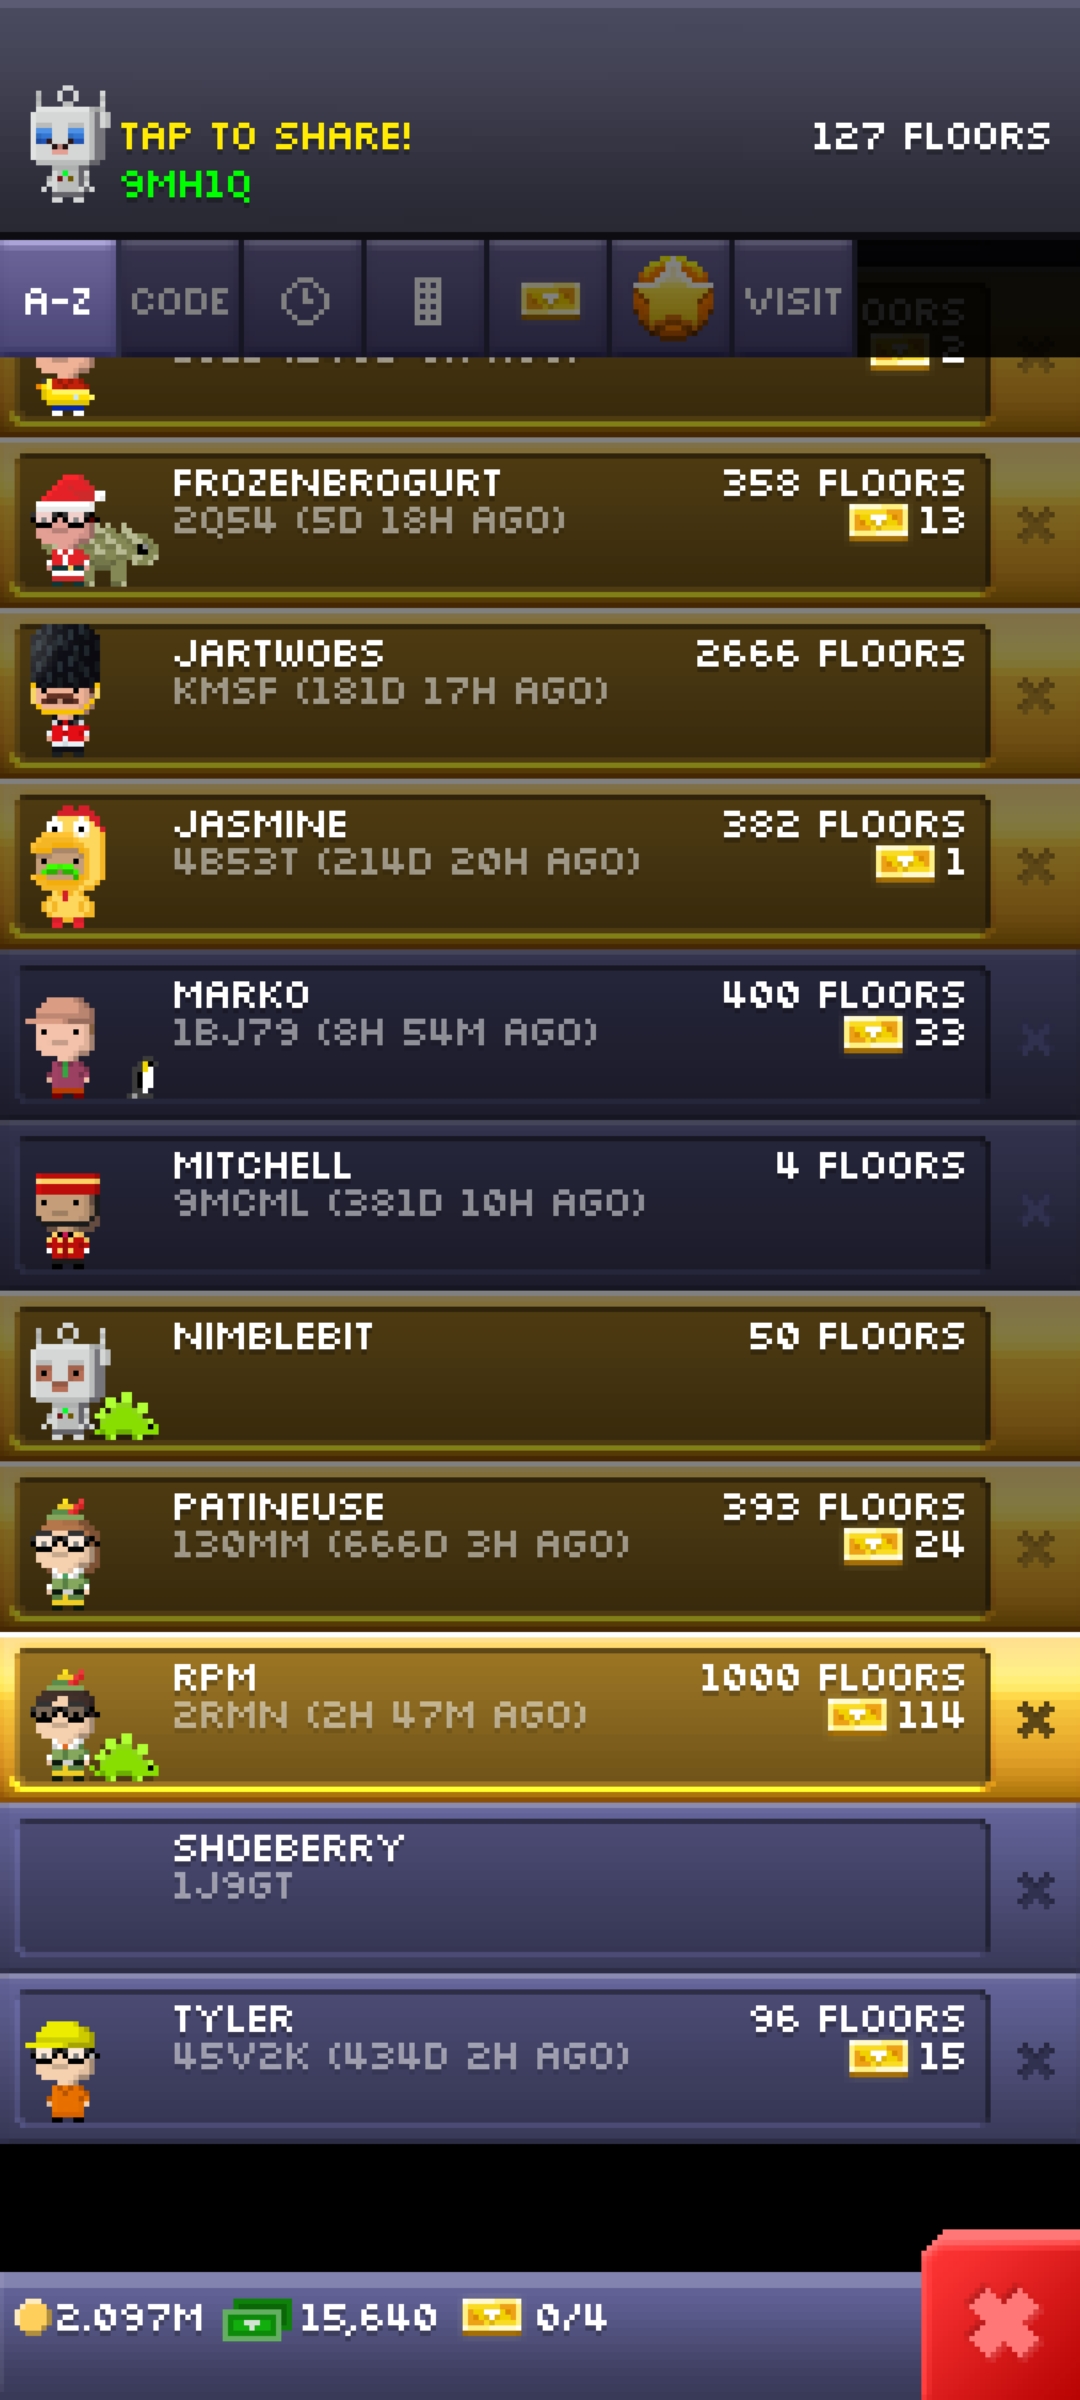 TAP TO SHARE!
127 FLOORS
9MH1Q
A-Z CODE VISIT
OORS
2
FROZENBROGURT 358 FLOORS
2Q54 (5D 18H AGO) 13
JARTWOBS 2666 FLOORS
KMSF (181D 17H AGO)
JASMINE 382 FLOORS
4B53T (214D 20H AGO) 1
MARKO 400 FLOORS
1BJ79 (8H 54M AGO) 33
MITCHELL 4 FLOORS
9MCML (381D 10H AGO)
NIMBLEBIT 50 FLOORS
PATINEUSE 393 FLOORS
130MM (666D 3H AGO) 24
RPM 1000 FLOORS
2RMN (2H 47M AGO) 114
SHOEBERRY
1J9GT
TYLER 96 FLOORS
45V2K (434D 2H AGO) 15
2.097M 15,640 0/4